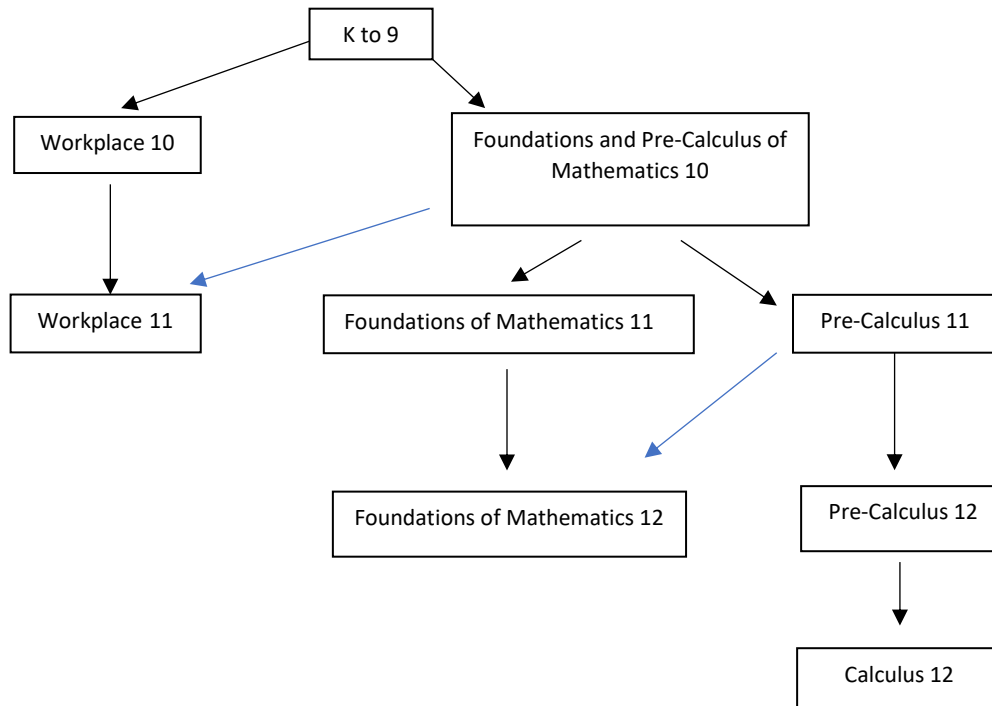 K to 9
Workplace 10
Foundations and Pre-Calculus of
Mathematics 10
Workplace 11
Foundations of Mathematics 11
Pre-Calculus 11
Foundations of Mathematics 12
Pre-Calculus 12
Calculus 12